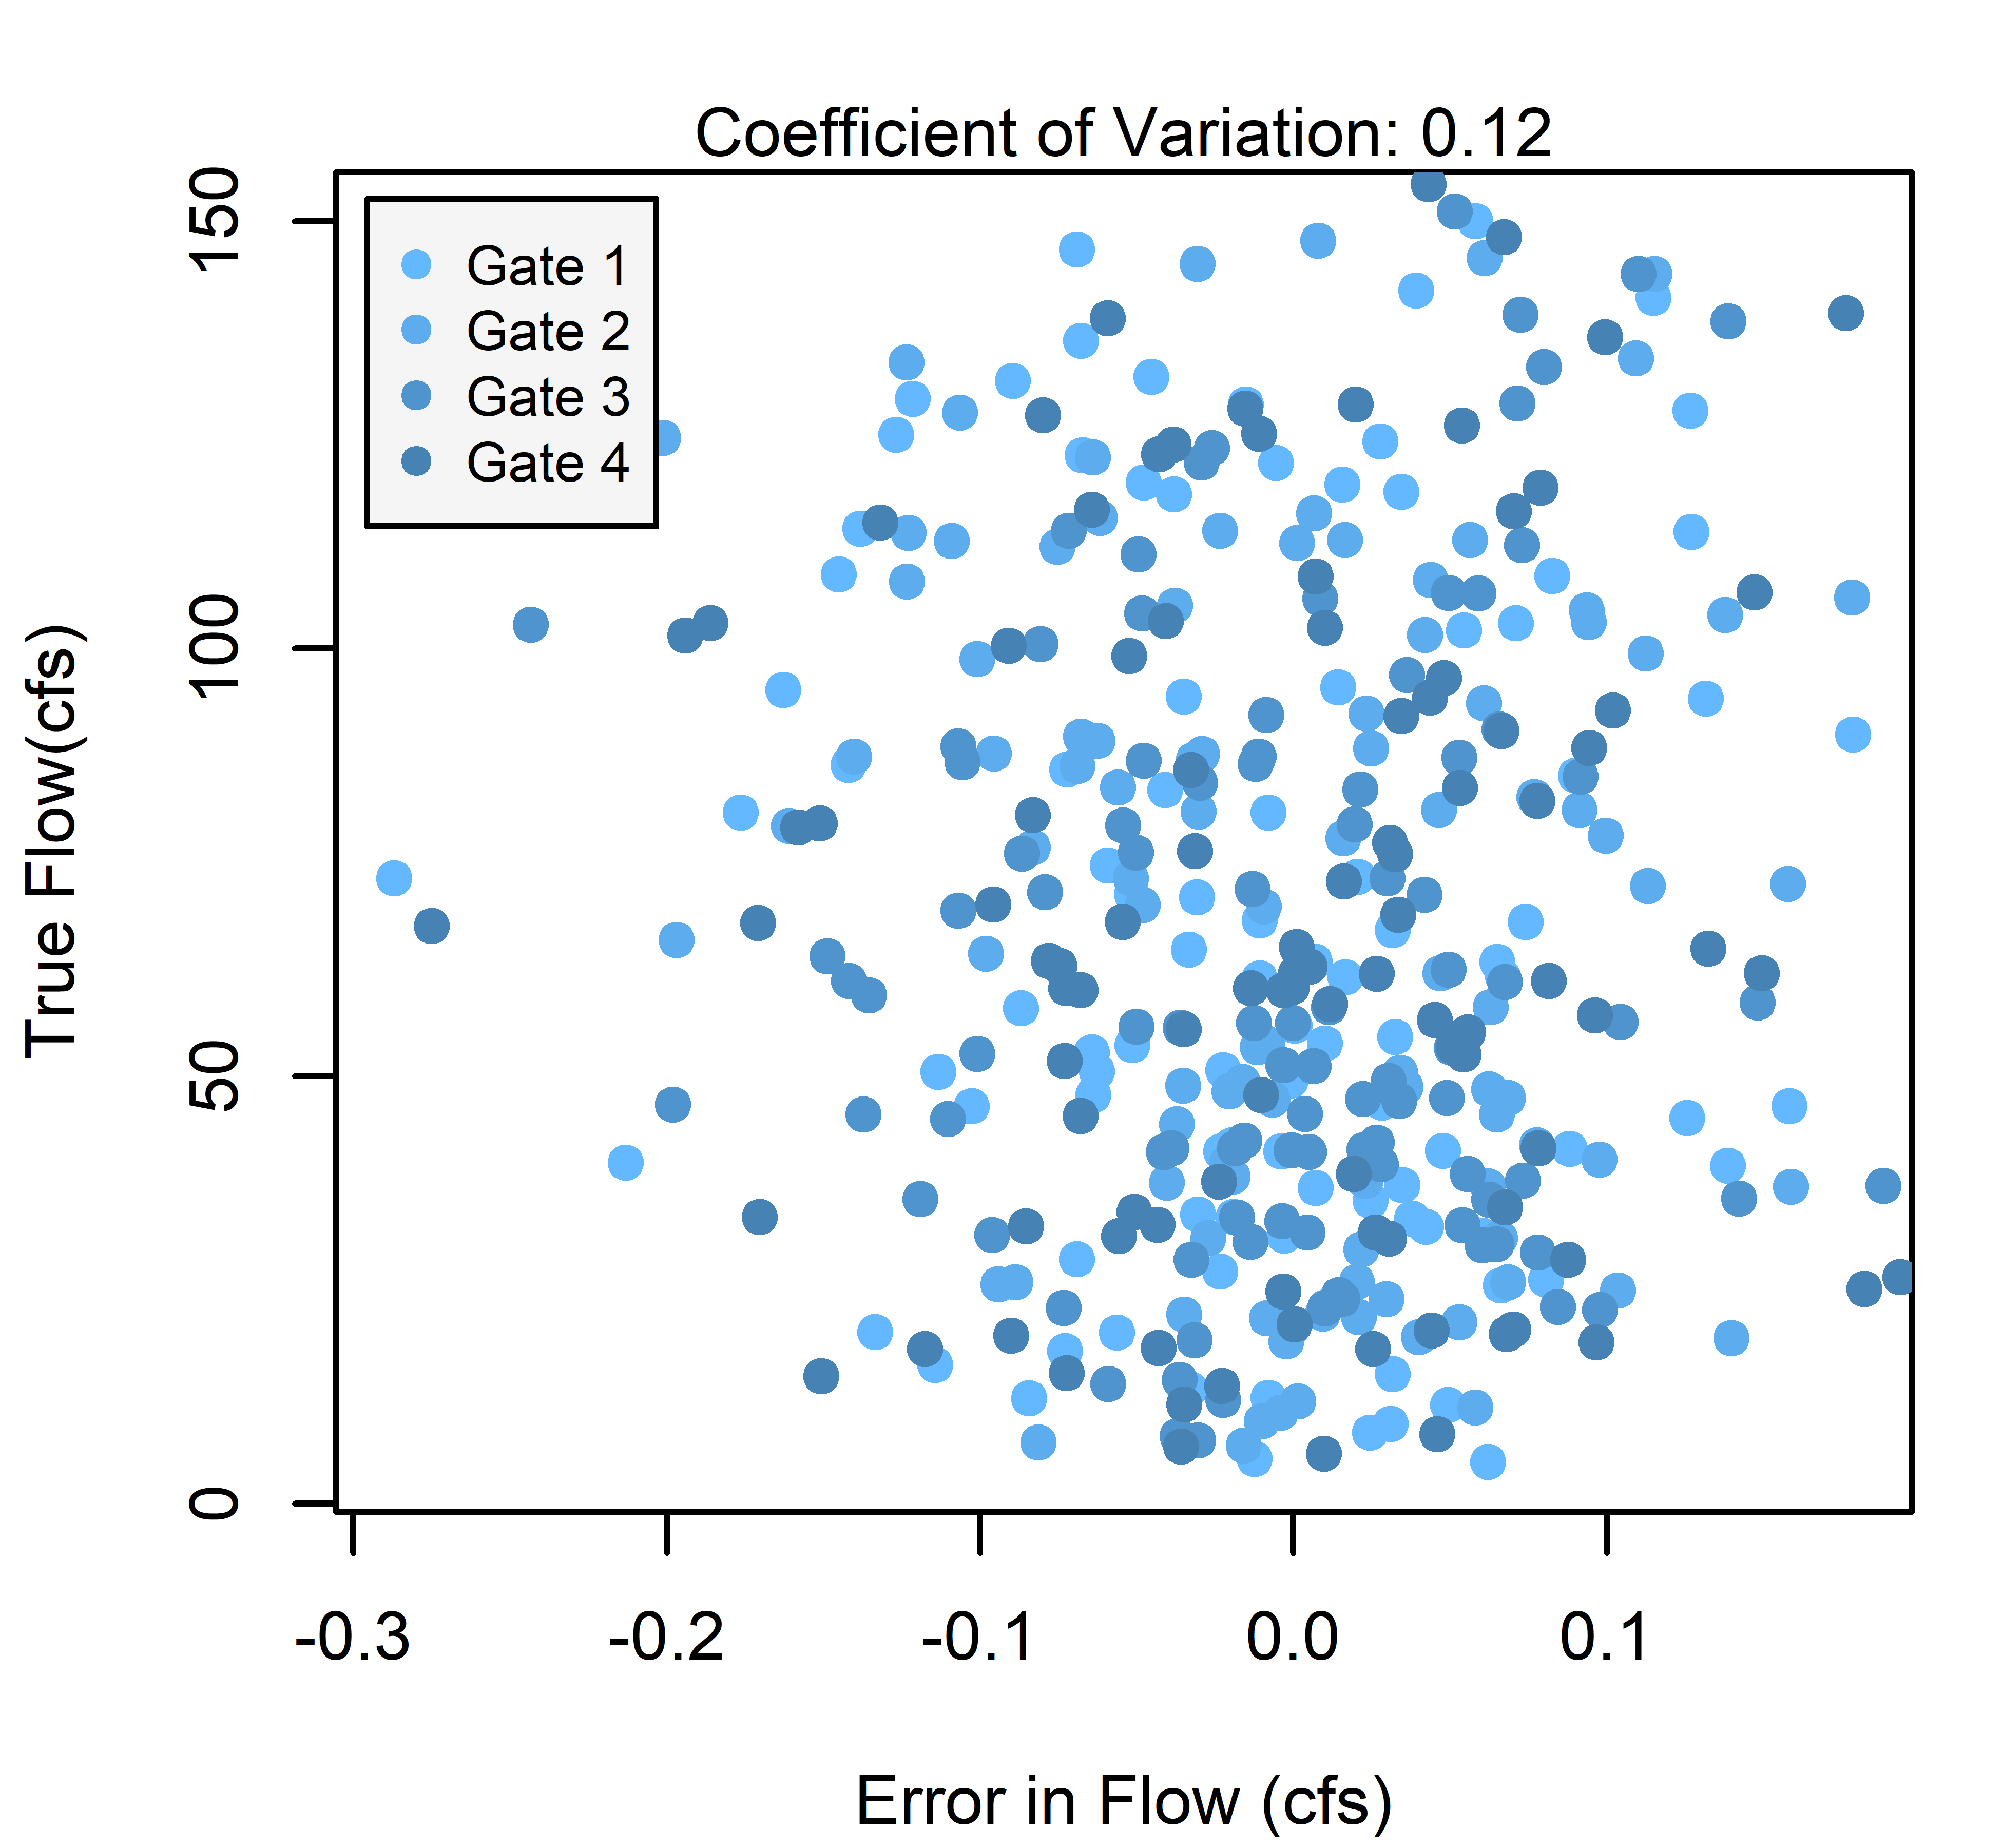 Coefficient of Variation: 0.12
Gate 1
Gate 2
Gate 3
Gate 4
True Flow(cfs)
150
100
50
0
-0.3 -0.2 -0.1 0.0 0.1
Error in Flow (cfs)